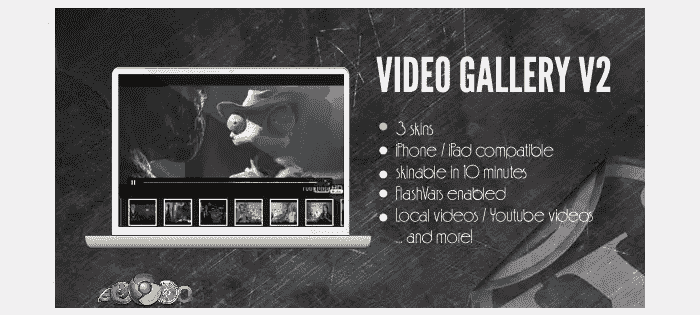 VIDEO GALLERY V2
3 skins
iPhone / iPad compatible
skinable in 10 minutes
FlashVars enabled
Local videos / Youtube videos
... and more!